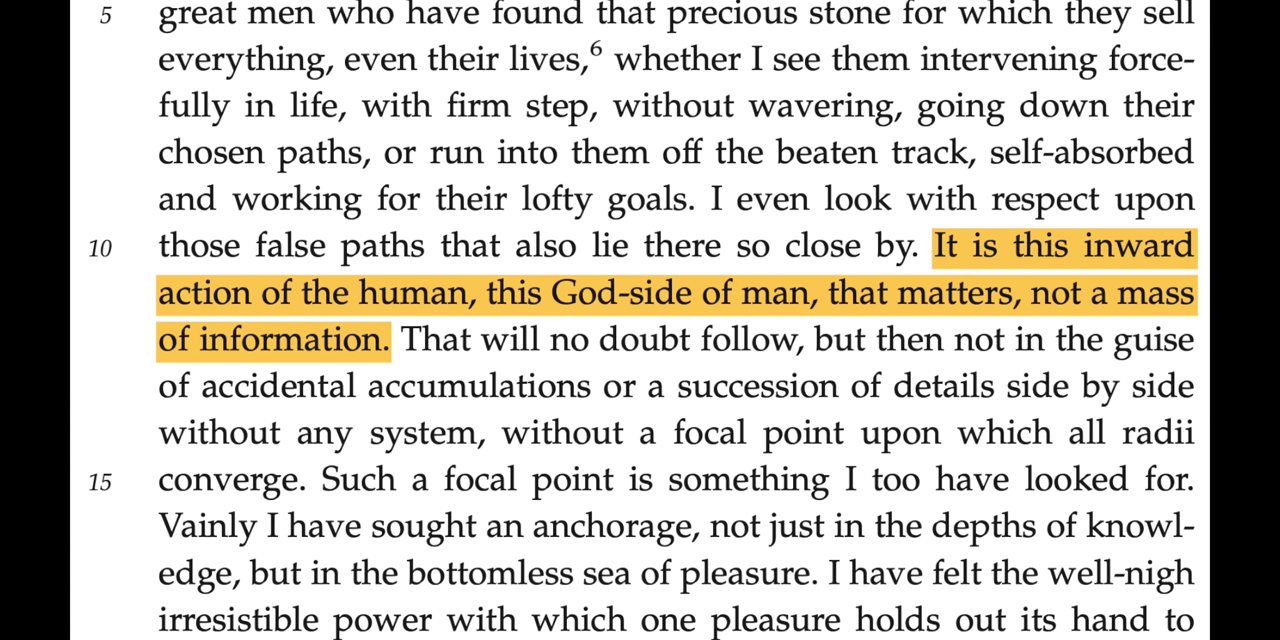 5 great men who have found that precious stone for which they sell
everything, even their lives,6 whether I see them intervening force-
fully in life, with firm step, without wavering, going down their
chosen paths, or run into them off the beaten track, self-absorbed
and working for their lofty goals. I even look with respect upon
10 those false paths that also lie there so close by. It is this inward
action of the human, this God-side of man, that matters, not a mass
of information. That will no doubt follow, but then not in the guise
of accidental accumulations or a succession of details side by side
without any system, without a focal point upon which all radii
15 converge. Such a focal point is something I too have looked for.
Vainly I have sought an anchorage, not just in the depths of knowl-
edge, but in the bottomless sea of pleasure. I have felt the well-nigh
irresistible power with which one pleasure holds out its hand to